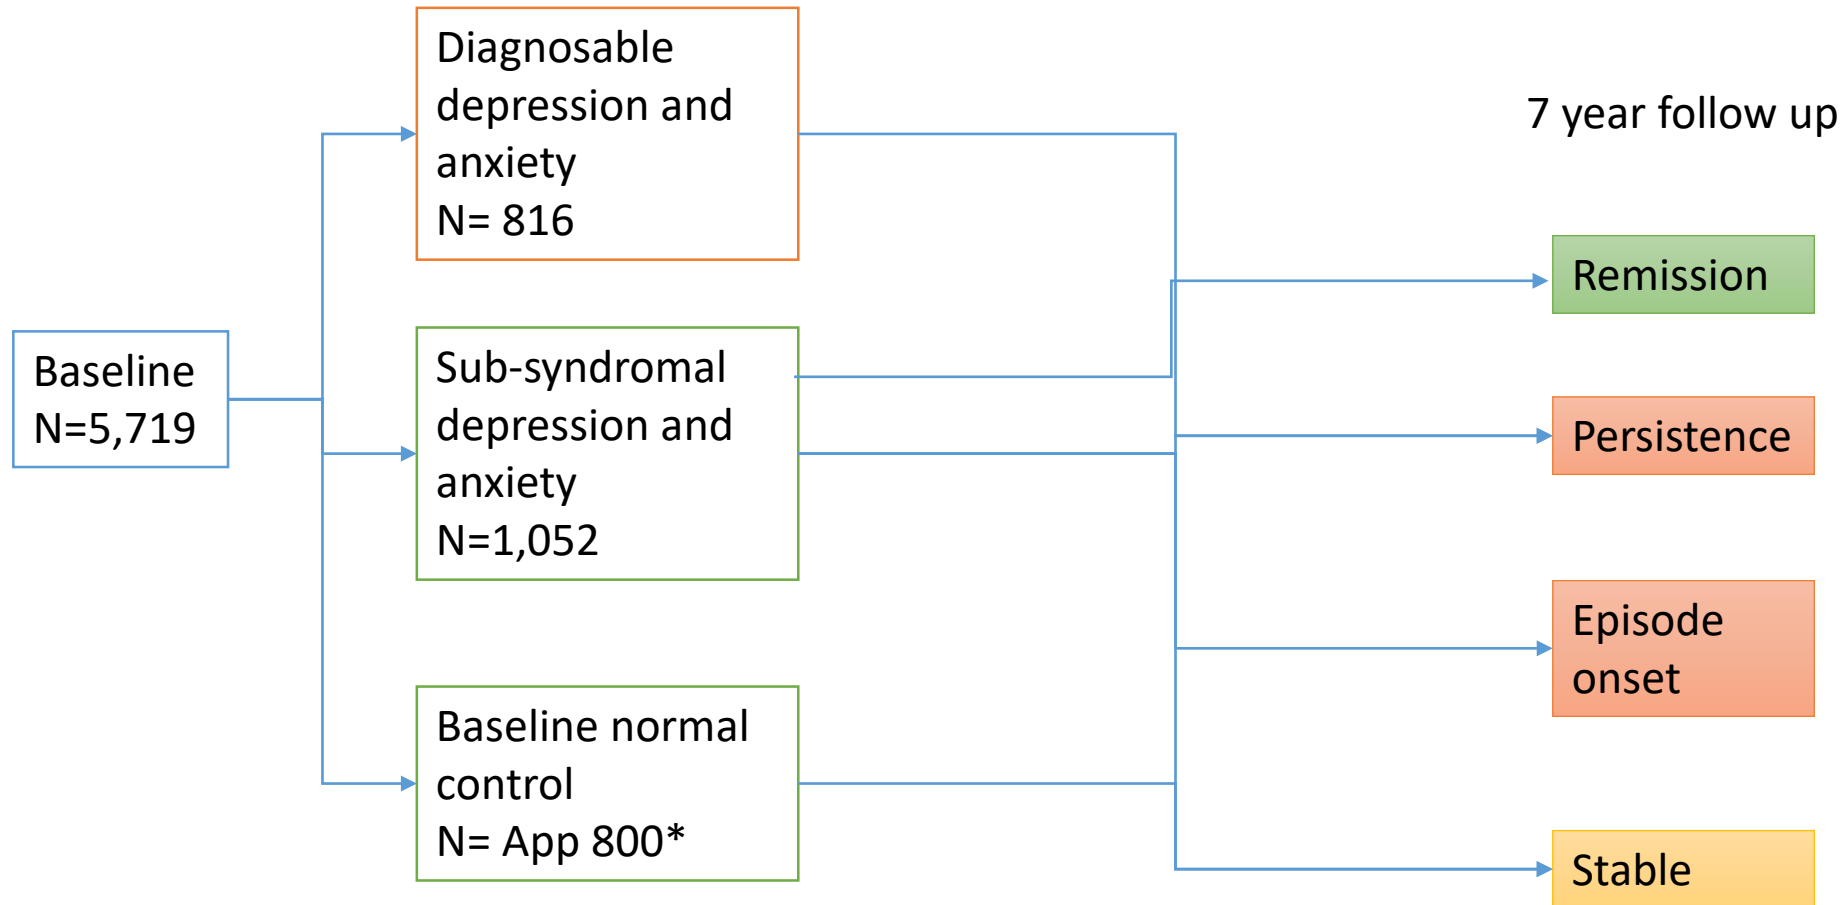 Baseline
N=5,719
Diagnosable
depression and
anxiety
N= 816
Sub-syndromal
depression and
anxiety
N=1,052
Baseline normal
control
N= App 800*
7 year follow up
Remission
Persistence
Episode
onset
Stable